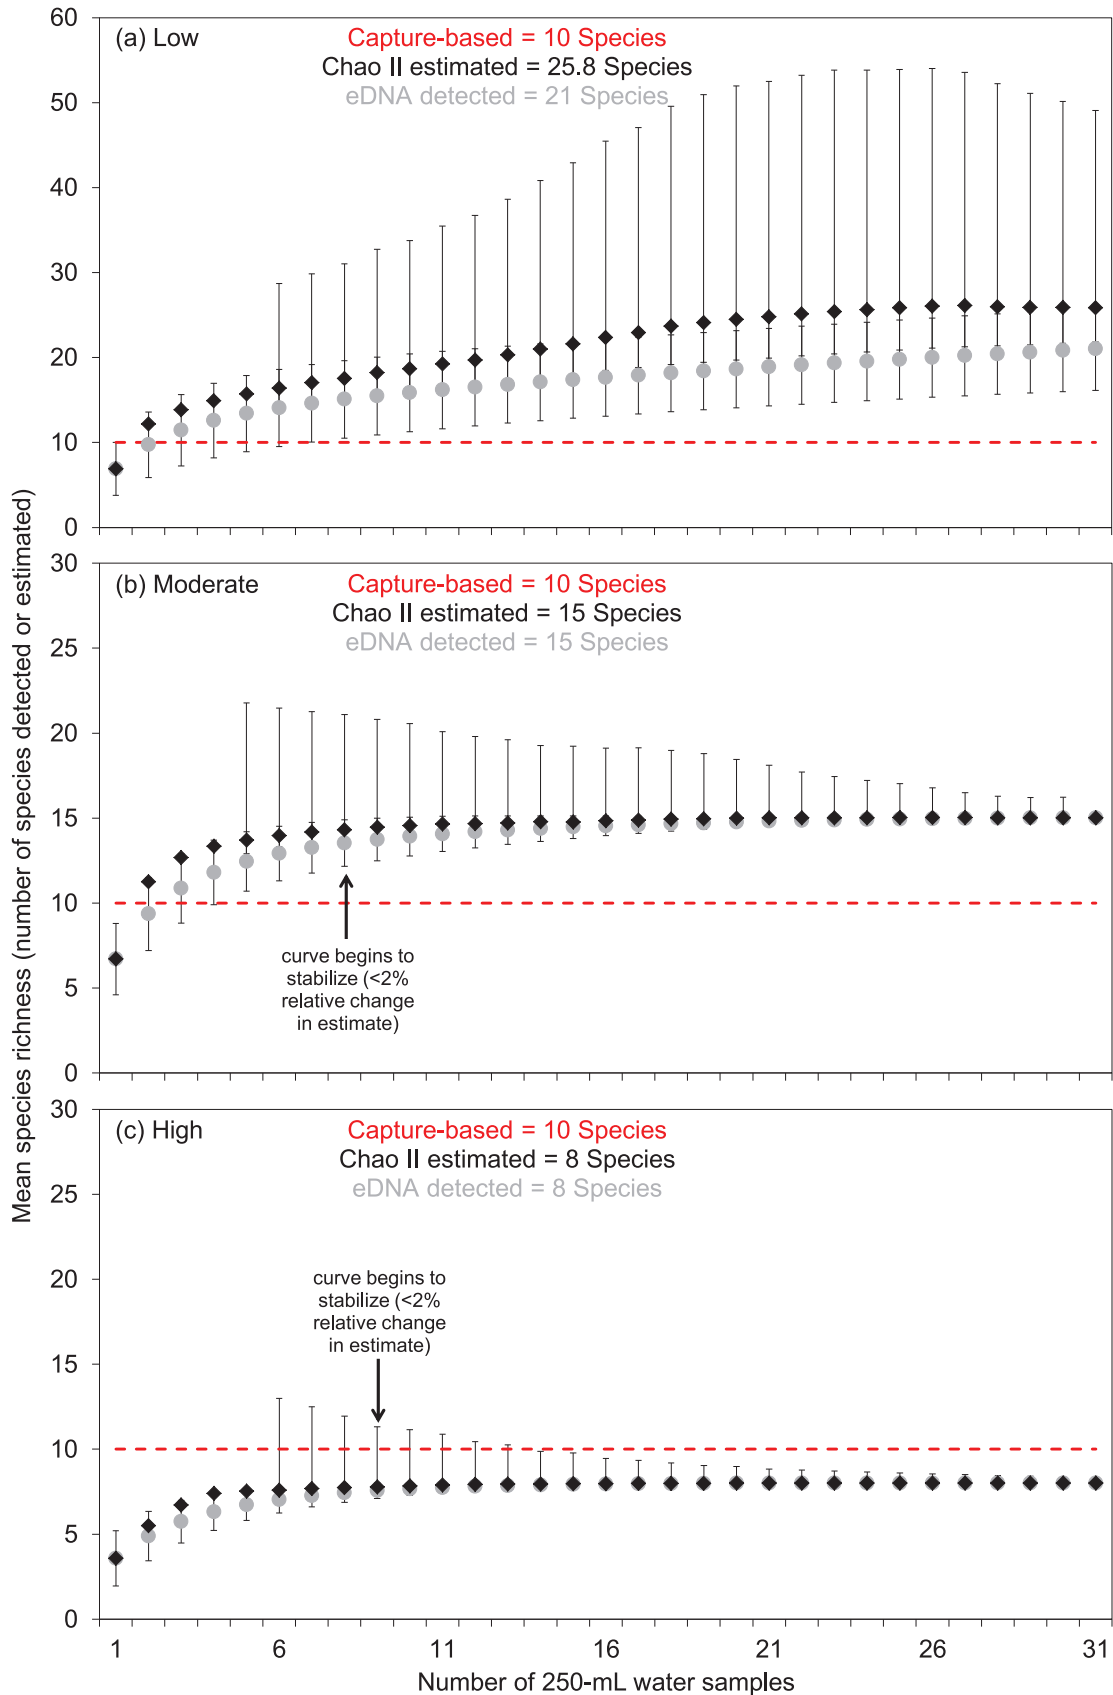 Mean species richness (number of species detected or estimated)
(a) Low
Capture-based = 10 Species
Chao II estimated = 25.8 Species
eDNA detected = 21 Species
60
50
40
30
20
10
0
(b) Moderate
Capture-based = 10 Species
Chao II estimated = 15 Species
eDNA detected = 15 Species
30
25
20
15
10
5
0
curve begins to
stabilize (<2%
relative change
in estimate)
(c) High
Capture-based = 10 Species
Chao II estimated = 8 Species
eDNA detected = 8 Species
30
25
20
15
10
5
0
curve begins to
stabilize (<2%
relative change
in estimate)
1 6 11 16 21 26 31
Number of 250-mL water samples